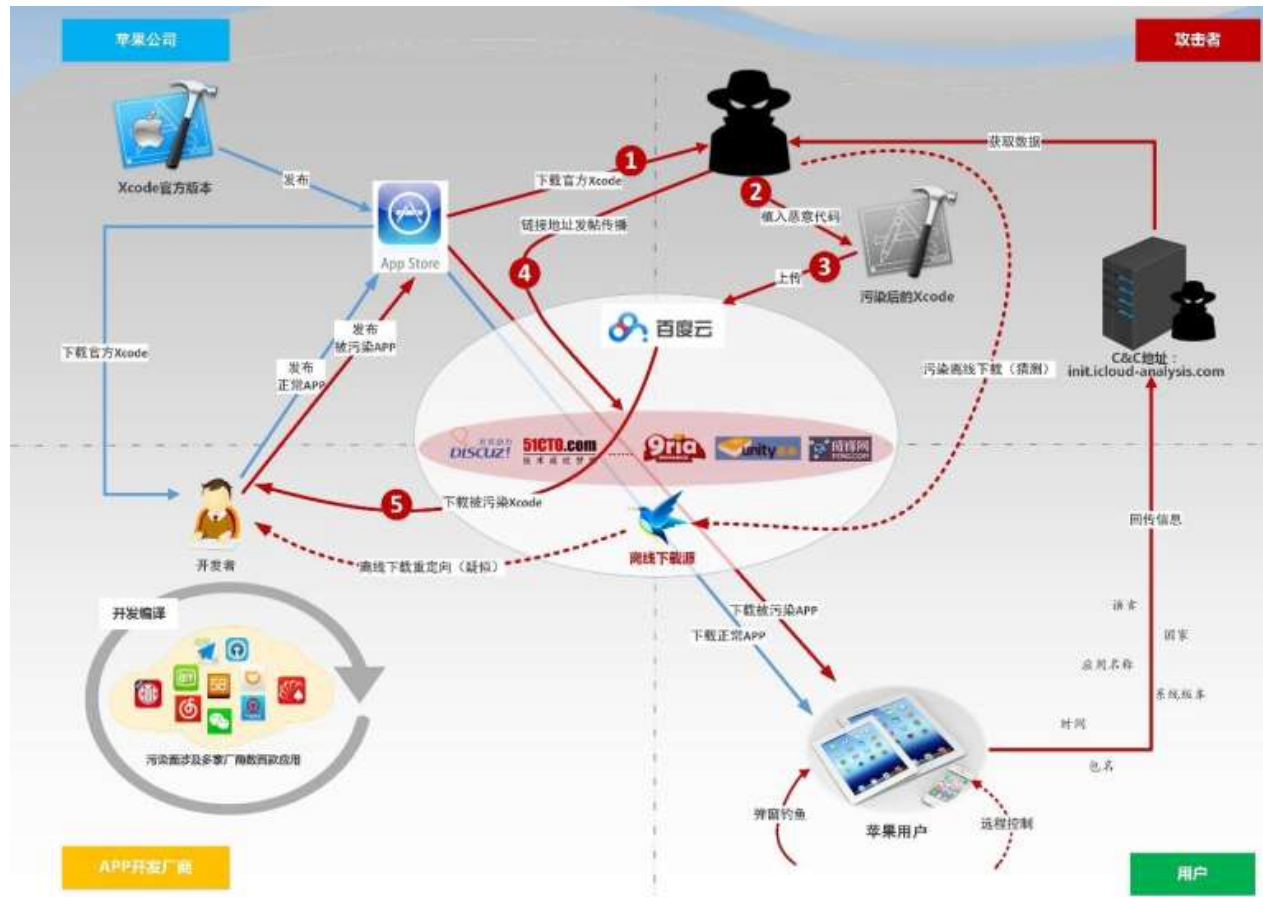 苹果公司
攻击者
Xcode官方版本
发布
App Store
1
下载官方Xcode
2
植入恶意代码
获取数据
链接地址发帖传播
4
3
上传
污染后的Xcode
百度云
下载官方Xcode
发布
被污染APP
发布
正常APP
污染离线下载（猜测）
C&C地址：
init.icloud-analysis.com
DISCUZ!
51CTO.com
技术成就梦想
......
9ria
unity
威锋网
5
下载被污染Xcode
离线下载源
回传信息
开发者
离线下载重定向（疑似）
开发编译
下载被污染APP
下载正常APP
语言
国家
应用名称
系统版本
时间
包名
58
污染面涉及多家厂商数百款应用
弹窗钓鱼
苹果用户
远程控制
APP开发厂商
用户